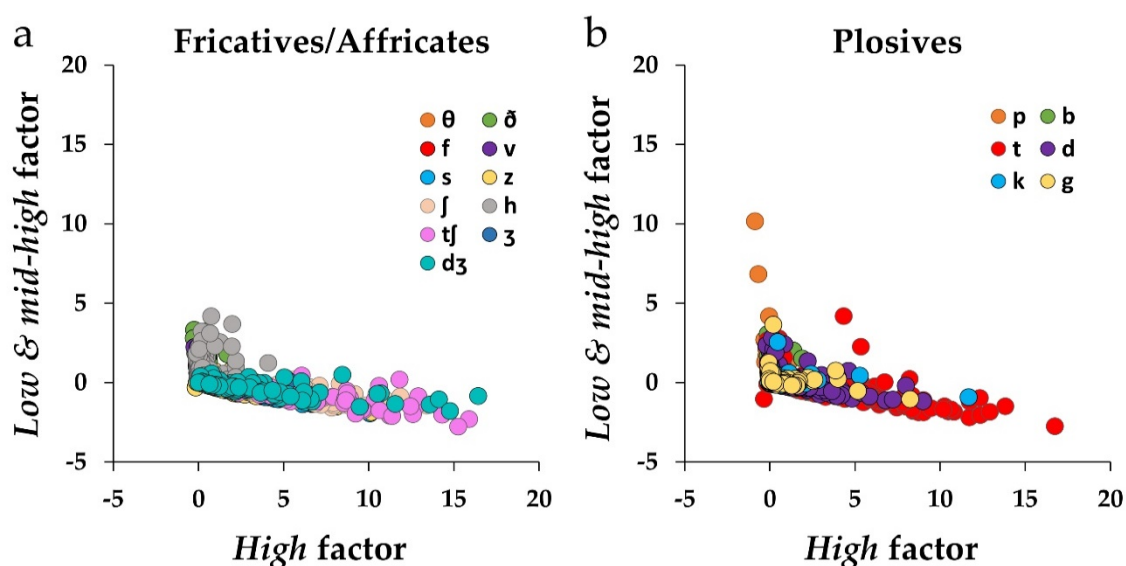 a
Fricatives/Affricates
Low & mid-high factor
20
15
10
5
0
-5
-5 0 5 10 15 20
High factor
θ ð
f v
s z
ʃ h
tʃ ʒ
dʒ
b
Plosives
Low & mid-high factor
20
15
10
5
0
-5
-5 0 5 10 15 20
High factor
p b
t d
k g